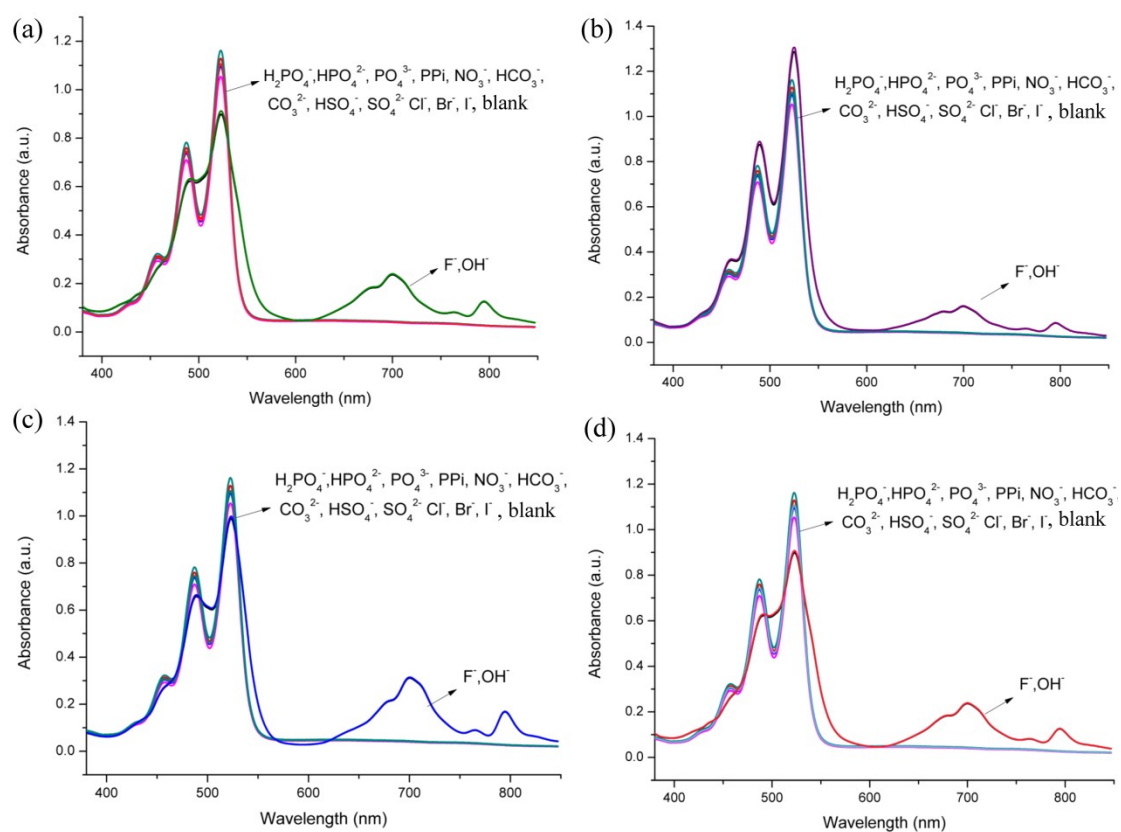 (a)
1.2
1.0
0.8
0.6
0.4
0.2
0.0
Absorbance (a.u.)
H₂PO₄⁻,HPO₄²⁻, PO₄³⁻, PPi, NO₃⁻, HCO₃⁻,
CO₃²⁻, HSO₄⁻, SO₄²⁻ Cl⁻, Br⁻, I⁻, blank
F⁻,OH⁻
400 500 600 700 800
Wavelength (nm)
(b)
1.4
1.2
1.0
0.8
0.6
0.4
0.2
0.0
Absorbance (a.u.)
H₂PO₄⁻,HPO₄²⁻, PO₄³⁻, PPi, NO₃⁻, HCO₃⁻,
CO₃²⁻, HSO₄⁻, SO₄²⁻ Cl⁻, Br⁻, I⁻, blank
F⁻,OH⁻
400 500 600 700 800
Wavelength (nm)
(c)
1.4
1.2
1.0
0.8
0.6
0.4
0.2
0.0
Absorbance (a.u.)
H₂PO₄⁻,HPO₄²⁻, PO₄³⁻, PPi, NO₃⁻, HCO₃⁻,
CO₃²⁻, HSO₄⁻, SO₄²⁻ Cl⁻, Br⁻, I⁻, blank
F⁻,OH⁻
400 500 600 700 800
Wavelength (nm)
(d)
1.4
1.2
1.0
0.8
0.6
0.4
0.2
0.0
Absorbance (a.u.)
H₂PO₄⁻,HPO₄²⁻, PO₄³⁻, PPi, NO₃⁻, HCO₃⁻
CO₃²⁻, HSO₄⁻, SO₄²⁻ Cl⁻, Br⁻, I⁻, blank
F⁻,OH⁻
400 500 600 700 800
Wavelength (nm)